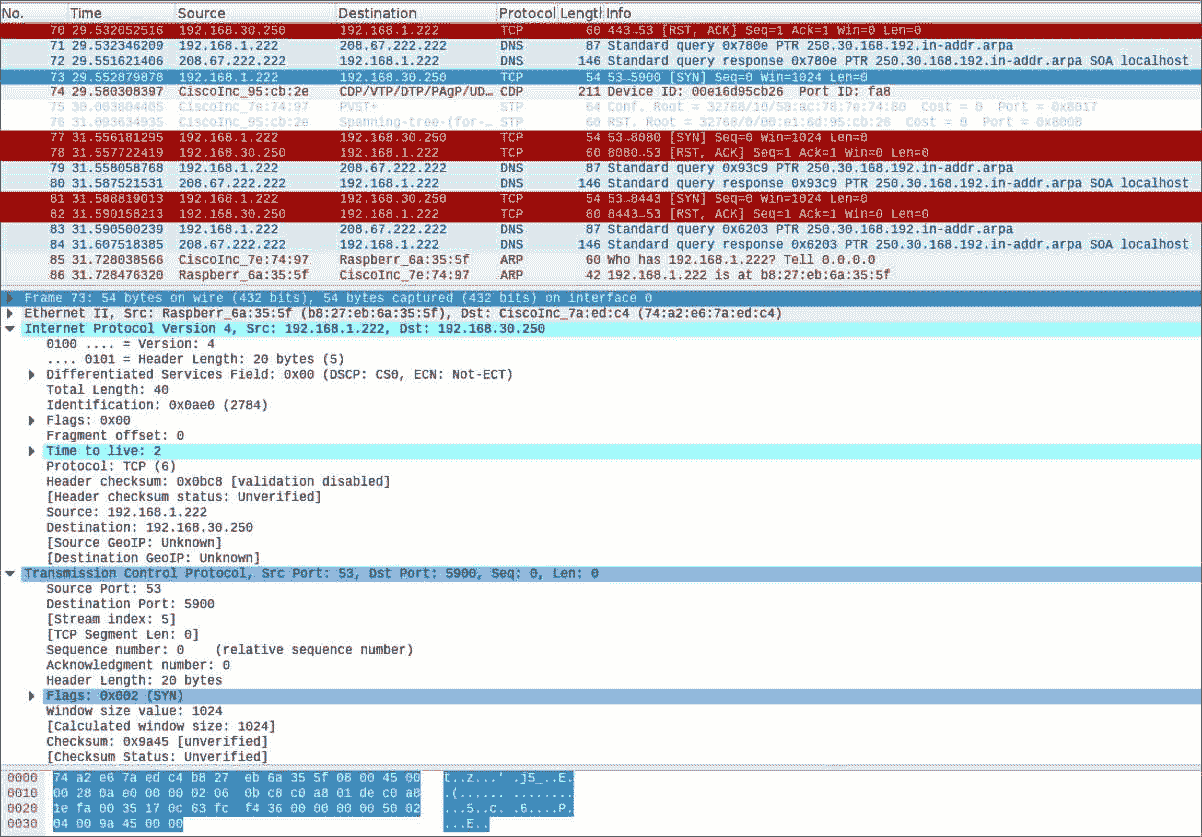 No. Time Source Destination Protocol Length Info
70 29.532052516 192.168.30.250 192.168.1.222 TCP 60 443→53 [RST, ACK] Seq=1 Ack=1 Win=0 Len=0
71 29.532346209 192.168.1.222 208.67.222.222 DNS 87 Standard query 0x780e PTR 250.30.168.192.in-addr.arpa
72 29.551621406 208.67.222.222 192.168.1.222 DNS 146 Standard query response 0x780e PTR 250.30.168.192.in-addr.arpa SOA localhost
73 29.552879878 192.168.1.222 192.168.30.250 TCP 54 53→5900 [SYN] Seq=0 Win=1024 Len=0
74 29.580308397 CiscoInc_95:cb:2e CDP/VTP/DTP/PAgP/UD… CDP 211 Device ID: 00e16d95cb26 Port ID: fa8
75 30.003804405 CiscoInc_7e:74:97 PVST+ STP 64 Conf. Root = 32768/10/58:ac:78:7e:74:80 Cost = 0 Port = 0x8017
76 31.093634935 CiscoInc_95:cb:2e Spanning-tree-(for-… STP 60 RST. Root = 32768/0/00:e1:6d:95:cb:26 Cost = 0 Port = 0x8008
77 31.556181295 192.168.1.222 192.168.30.250 TCP 54 53→8080 [SYN] Seq=0 Win=1024 Len=0
78 31.557722419 192.168.30.250 192.168.1.222 TCP 60 8080→53 [RST, ACK] Seq=1 Ack=1 Win=0 Len=0
79 31.558058768 192.168.1.222 208.67.222.222 DNS 87 Standard query 0x93c9 PTR 250.30.168.192.in-addr.arpa
80 31.587521531 208.67.222.222 192.168.1.222 DNS 146 Standard query response 0x93c9 PTR 250.30.168.192.in-addr.arpa SOA localhost
81 31.588819013 192.168.1.222 192.168.30.250 TCP 54 53→8443 [SYN] Seq=0 Win=1024 Len=0
82 31.590158213 192.168.30.250 192.168.1.222 TCP 60 8443→53 [RST, ACK] Seq=1 Ack=1 Win=0 Len=0
83 31.590500239 192.168.1.222 208.67.222.222 DNS 87 Standard query 0x6203 PTR 250.30.168.192.in-addr.arpa
84 31.607518385 208.67.222.222 192.168.1.222 DNS 146 Standard query response 0x6203 PTR 250.30.168.192.in-addr.arpa SOA localhost
85 31.728038566 CiscoInc_7e:74:97 Raspberr_6a:35:5f ARP 60 Who has 192.168.1.222? Tell 0.0.0.0
86 31.728476320 Raspberr_6a:35:5f CiscoInc_7e:74:97 ARP 42 192.168.1.222 is at b8:27:eb:6a:35:5f
Frame 73: 54 bytes on wire (432 bits), 54 bytes captured (432 bits) on interface 0
Ethernet II, Src: Raspberr_6a:35:5f (b8:27:eb:6a:35:5f), Dst: CiscoInc_7a:ed:c4 (74:a2:e6:7a:ed:c4)
Internet Protocol Version 4, Src: 192.168.1.222, Dst: 192.168.30.250
0100 .... = Version: 4
.... 0101 = Header Length: 20 bytes (5)
Differentiated Services Field: 0x00 (DSCP: CS0, ECN: Not-ECT)
Total Length: 40
Identification: 0x0ae0 (2784)
Flags: 0x00
Fragment offset: 0
Time to live: 2
Protocol: TCP (6)
Header checksum: 0x0bc8 [validation disabled]
[Header checksum status: Unverified]
Source: 192.168.1.222
Destination: 192.168.30.250
[Source GeoIP: Unknown]
[Destination GeoIP: Unknown]
Transmission Control Protocol, Src Port: 53, Dst Port: 5900, Seq: 0, Len: 0
Source Port: 53
Destination Port: 5900
[Stream index: 5]
[TCP Segment Len: 0]
Sequence number: 0 (relative sequence number)
Acknowledgment number: 0
Header Length: 20 bytes
Flags: 0x002 (SYN)
Window size value: 1024
[Calculated window size: 1024]
Checksum: 0x9a45 [unverified]
[Checksum Status: Unverified]
0000 74 a2 e6 7a ed c4 b8 27 eb 6a 35 5f 08 00 45 00 t..z...' .j5_..E.
0010 00 28 0a e0 00 00 02 06 0b c8 c0 a8 01 de c0 a8 .(...... ........
0020 1e fa 00 35 17 0c 63 fc f4 36 00 00 00 00 50 02 ...5..c. .6....P.
0030 04 00 9a 45 00 00 ...E..